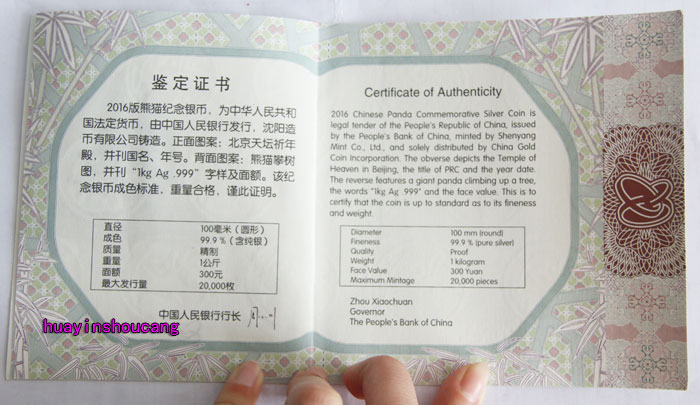 鉴定证书
2016版熊猫纪念银币，为中华人民共和
国法定货币，由中国人民银行发行，沈阳造
币有限公司铸造。正面图案：北京天坛祈年
殿，并刊国名、年号。背面图案：熊猫攀树
图，并刊“1kg Ag .999”字样及面额。该纪
念银币成色标准，重量合格，谨此证明。
直径 100毫米（圆形）
成色 99.9％（含纯银）
质量 精制
重量 1公斤
面额 300元
最大发行量 20,000枚
中国人民银行行长
huayinshoucang
Certificate of Authenticity
2016 Chinese Panda Commemorative Silver Coin is
legal tender of the People's Republic of China, issued
by the People's Bank of China, minted by Shenyang
Mint Co., Ltd., and solely distributed by China Gold
Coin Incorporation. The obverse depicts the Temple of
Heaven in Beijing, the title of PRC and the year date.
The reverse features a giant panda climbing up a tree,
the words "1kg Ag .999" and the face value. This is to
certify that the coin is up to standard as to its fineness
and weight.
Diameter 100 mm (round)
Fineness 99.9 % (pure silver)
Quality Proof
Weight 1 kilogram
Face Value 300 Yuan
Maximum Mintage 20,000 pieces
Zhou Xiaochuan
Governor
The People's Bank of China